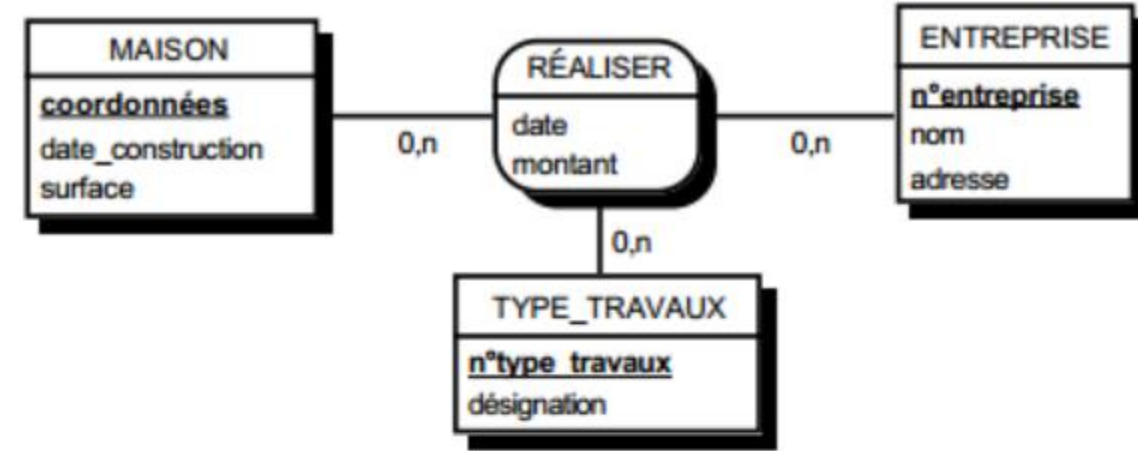 MAISON
coordonnées
date_construction
surface
0,n
RÉALISER
date
montant
0,n
ENTREPRISE
n°entreprise
nom
adresse
0,n
TYPE_TRAVAUX
n°type_travaux
désignation